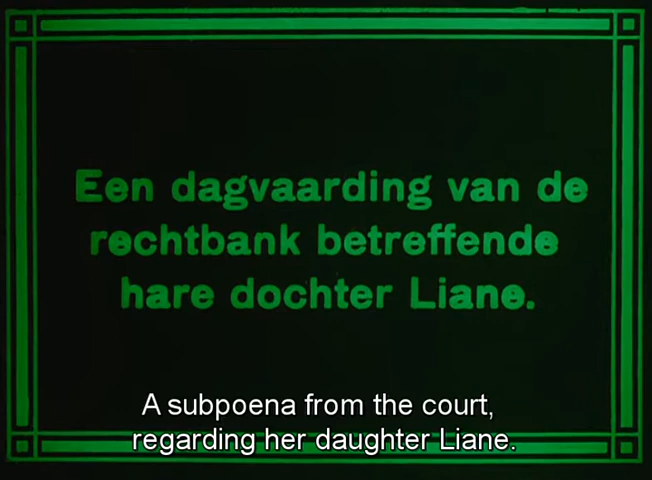 Een dagvaarding van de
rechtbank betreffende
hare dochter Liane.
A subpoena from the court,
regarding her daughter Liane.